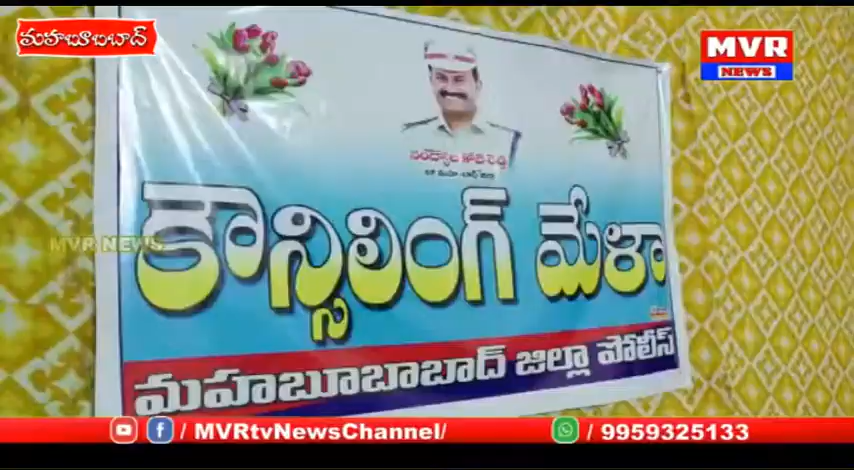 మహబూబాబాద్
MVR
NEWS
నంద్యాల కోటి రెడ్డి
కౌన్సిలింగ్ మేళా
MVR NEWS
మహబూబాబాద్ జిల్లా పోలీస్
/ MVRtvNewsChannel/
/ 9959325133